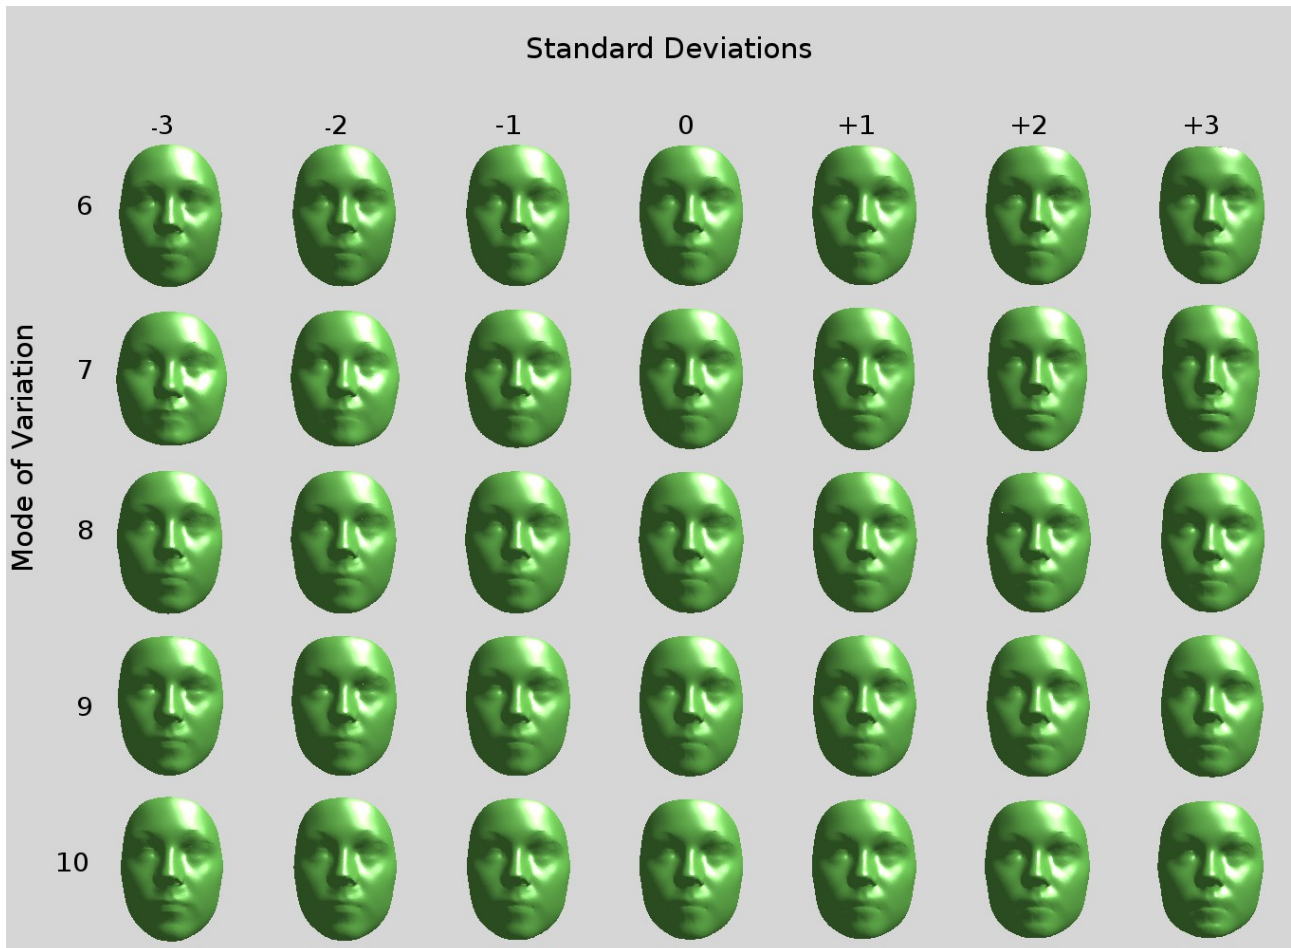 Standard Deviations
-3 -2 -1 0 +1 +2 +3
Mode of Variation
6
7
8
9
10